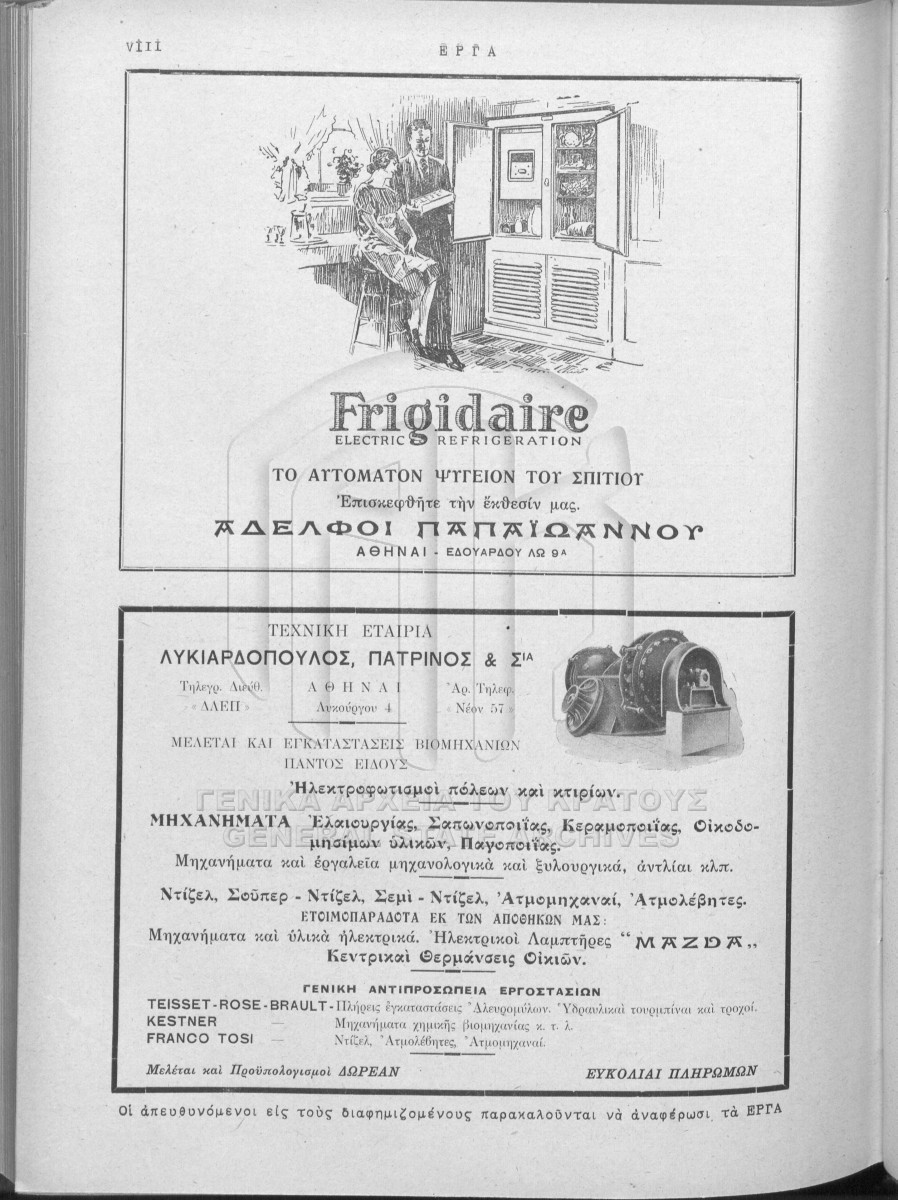 VIII
ΕΡΓΑ
Frigidaire
ELECTRIC REFRIGERATION
ΤΟ ΑΥΤΟΜΑΤΟΝ ΨΥΓΕΙΟΝ ΤΟΥ ΣΠΙΤΙΟΥ
Ἐπισκεφθῆτε τὴν ἔκθεσίν μας.
ΑΔΕΛΦΟΙ ΠΑΠΑΪΩΑΝΝΟΥ
ΑΘΗΝΑΙ - ΕΔΟΥΑΡΔΟΥ ΛΩ 9Α
ΤΕΧΝΙΚΗ ΕΤΑΙΡΙΑ
ΛΥΚΙΑΡΔΟΠΟΥΛΟΣ, ΠΑΤΡΙΝΟΣ & ΣΙΑ
Τηλεγρ. Διεύθ. ΑΘΗΝΑΙ Ἀρ. Τηλεφ.
«ΛΑΕΠ» Λυκούργου 4 «Νέον 57»
ΜΕΛΕΤΑΙ ΚΑΙ ΕΓΚΑΤΑΣΤΑΣΕΙΣ ΒΙΟΜΗΧΑΝΙΩΝ
ΠΑΝΤΟΣ ΕΙΔΟΥΣ
Ἠλεκτροφωτισμοὶ πόλεων καὶ κτιρίων.
ΓΕΝΙΚΑ ΑΡΧΕΙΑ ΤΟΥ ΚΡΑΤΟΥΣ
ΜΗΧΑΝΗΜΑΤΑ Ἐλαιουργίας, Σαπωνοποιΐας, Κεραμοποιΐας, Οἰκοδο-
GENERAL STATE ARCHIVES
μησίμων ὑλικῶν, Παγοποιΐας.
Μηχανήματα καὶ ἐργαλεῖα μηχανολογικὰ καὶ ξυλουργικά, ἀντλίαι κλπ.
Ντίζελ, Σοῦπερ - Ντίζελ, Σεμὶ - Ντίζελ, Ἀτμομηχαναί, Ἀτμολέβητες.
ΕΤΟΙΜΟΠΑΡΑΔΟΤΑ ΕΚ ΤΩΝ ΑΠΟΘΗΚΩΝ ΜΑΣ:
Μηχανήματα καὶ ὑλικὰ ἠλεκτρικά. Ἠλεκτρικοὶ Λαμπτῆρες “MAZDA„
Κεντρικαὶ Θερμάνσεις Οἰκιῶν.
ΓΕΝΙΚΗ ΑΝΤΙΠΡΟΣΩΠΕΙΑ ΕΡΓΟΣΤΑΣΙΩΝ
TEISSET-ROSE-BRAULT - Πλήρεις ἐγκαταστάσεις Ἀλευρομύλων. Ὑδραυλικαὶ τουρμπίναι καὶ τροχοί.
KESTNER — Μηχανήματα χημικῆς βιομηχανίας κ. τ. λ.
FRANCO TOSI — Ντίζελ, Ἀτμολέβητες, Ἀτμομηχαναί.
Μελέται καὶ Προϋπολογισμοὶ ΔΩΡΕΑΝ ΕΥΚΟΛΙΑΙ ΠΛΗΡΩΜΩΝ
Οἱ ἀπευθυνόμενοι εἰς τοὺς διαφημιζομένους παρακαλοῦνται νὰ ἀναφέρωσι τὰ ΕΡΓΑ